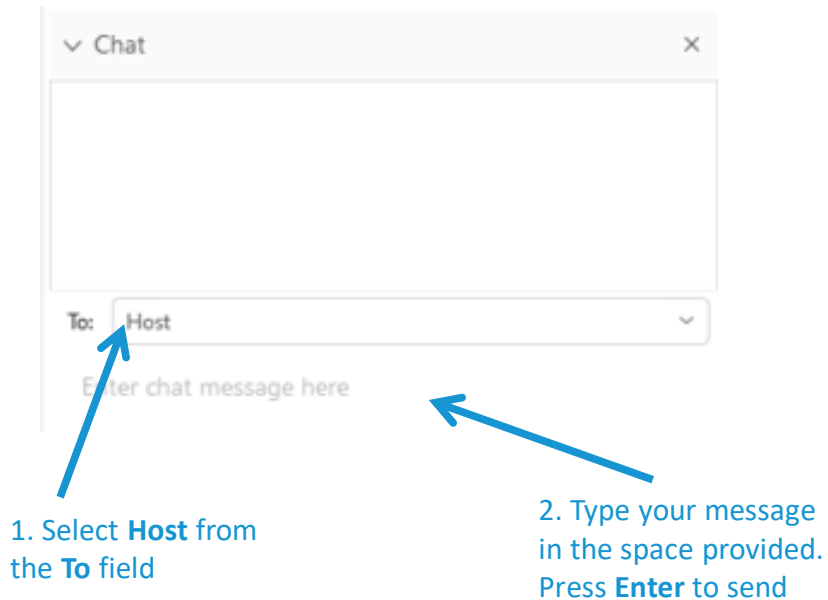 Chat
To: Host
Enter chat message here
1. Select Host from
the To field
2. Type your message
in the space provided.
Press Enter to send